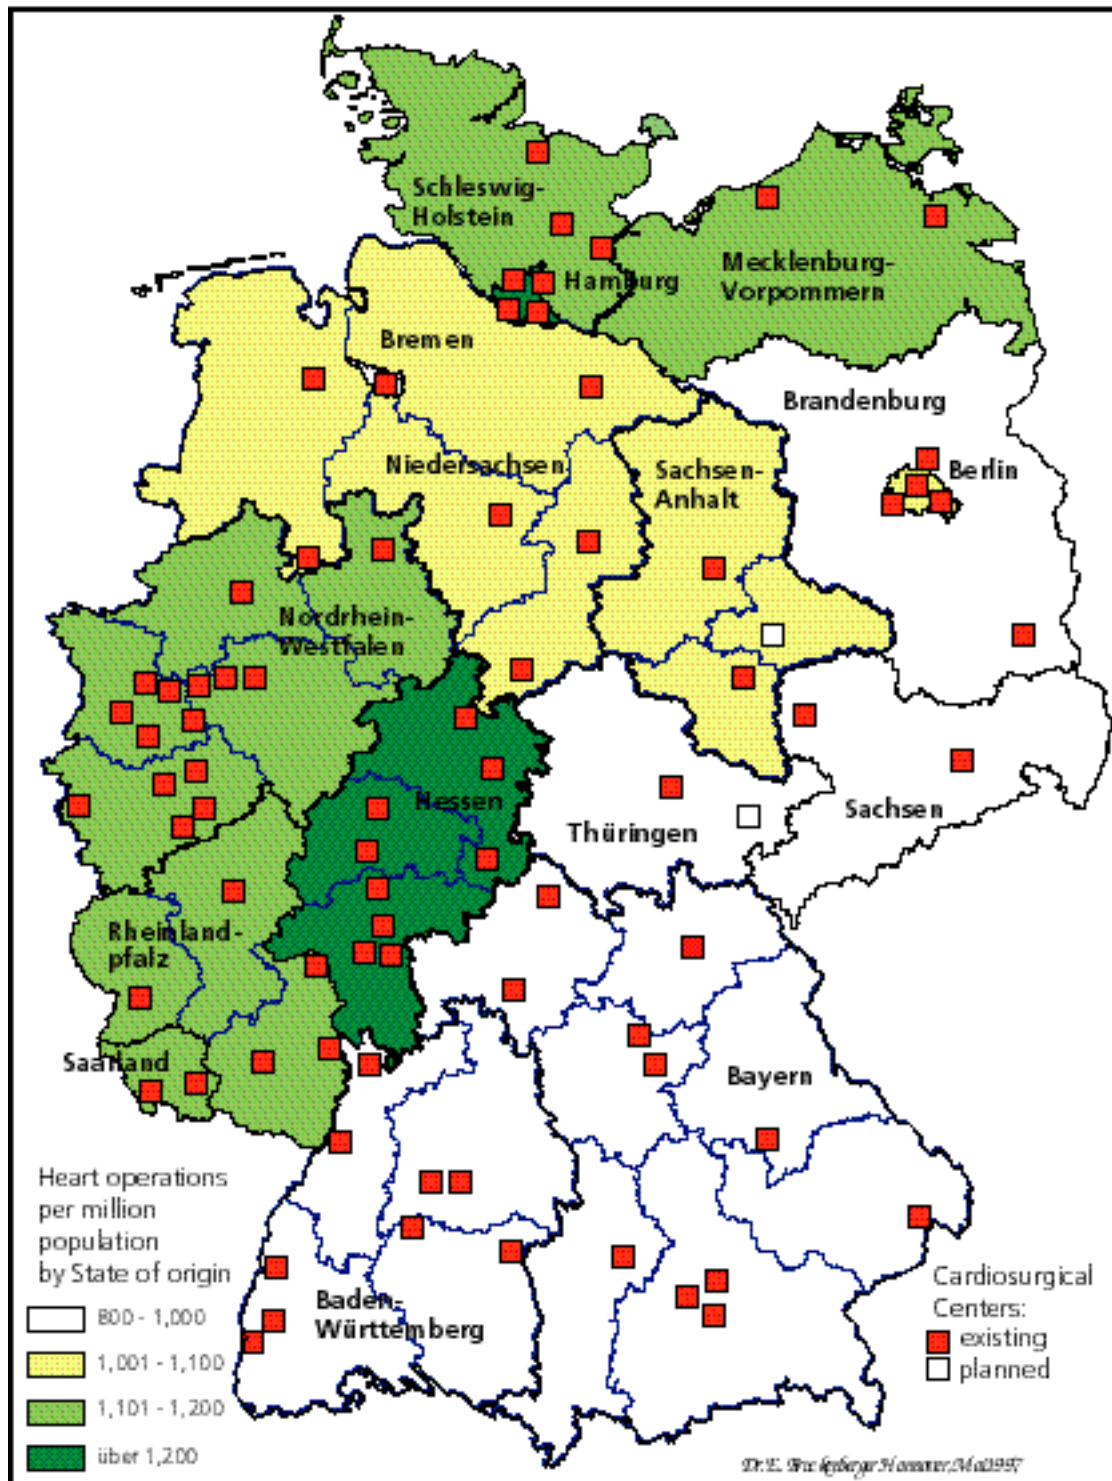 Schleswig-
Holstein
Hamburg
Mecklenburg-
Vorpommern
Bremen
Brandenburg
Niedersachsen
Sachsen-
Anhalt
Berlin
Nordrhein-
Westfalen
Hessen
Thüringen
Sachsen
Rheinland-
pfalz
Saarland
Bayern
Baden-
Württemberg
Heart operations
per million
population
by State of origin
800 - 1,000
1,001 - 1,100
1,101 - 1,200
über 1,200
Cardiosurgical
Centers:
existing
planned
Dr. E. Hannover,